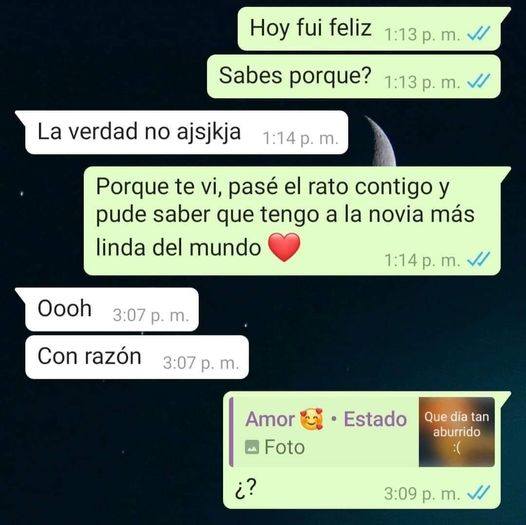 Hoy fui feliz 1:13 p. m.
Sabes porque? 1:13 p. m.
La verdad no ajsjkja 1:14 p. m.
Porque te vi, pasé el rato contigo y
pude saber que tengo a la novia más
linda del mundo ❤️ 1:14 p. m.
Oooh 3:07 p. m.
Con razón 3:07 p. m.
Amor 🥰 • Estado
Foto
Que día tan
aburrido
:(
¿? 3:09 p. m.